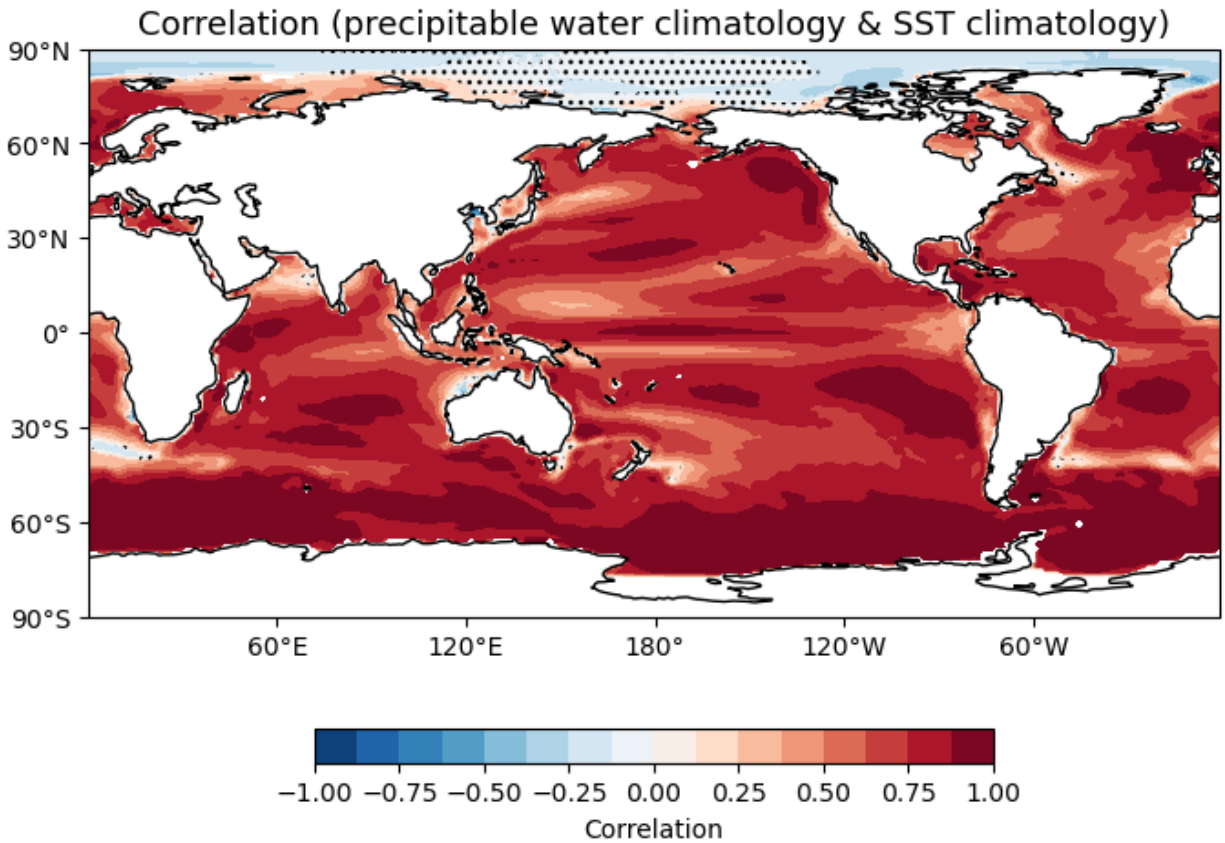 Correlation (precipitable water climatology & SST climatology)
90°N
60°N
30°N
0°
30°S
60°S
90°S
60°E 120°E 180° 120°W 60°W
−1.00 −0.75 −0.50 −0.25 0.00 0.25 0.50 0.75 1.00
Correlation